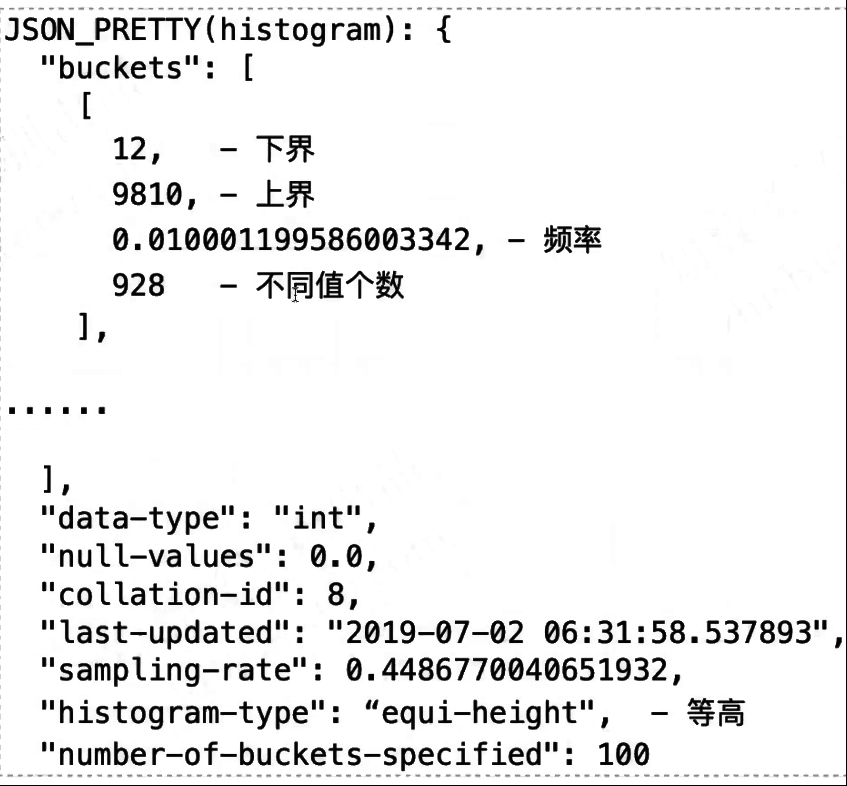 JSON_PRETTY(histogram): {
"buckets": [
[
12, – 下界
9810, – 上界
0.010001199586003342, – 频率
928 – 不同值个数
],
......
],
"data-type": "int",
"null-values": 0.0,
"collation-id": 8,
"last-updated": "2019-07-02 06:31:58.537893",
"sampling-rate": 0.4486770040651932,
"histogram-type": “equi-height", – 等高
"number-of-buckets-specified": 100